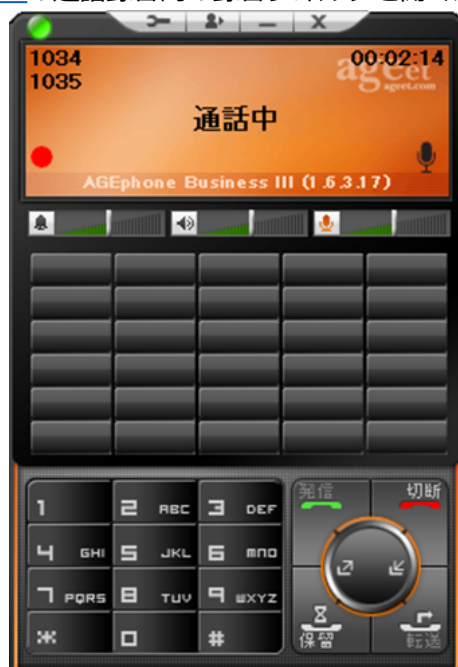 1034
00:02:14
1035
ageet
ageet.com
通話中
AGEphone Business III (1.6.3.17)
発信
切断
1
2 ABC
3 DEF
4 GHI
5 JKL
6 MNO
7 PQRS
8 TUV
9 WXYZ
*
0
#
保留
転送